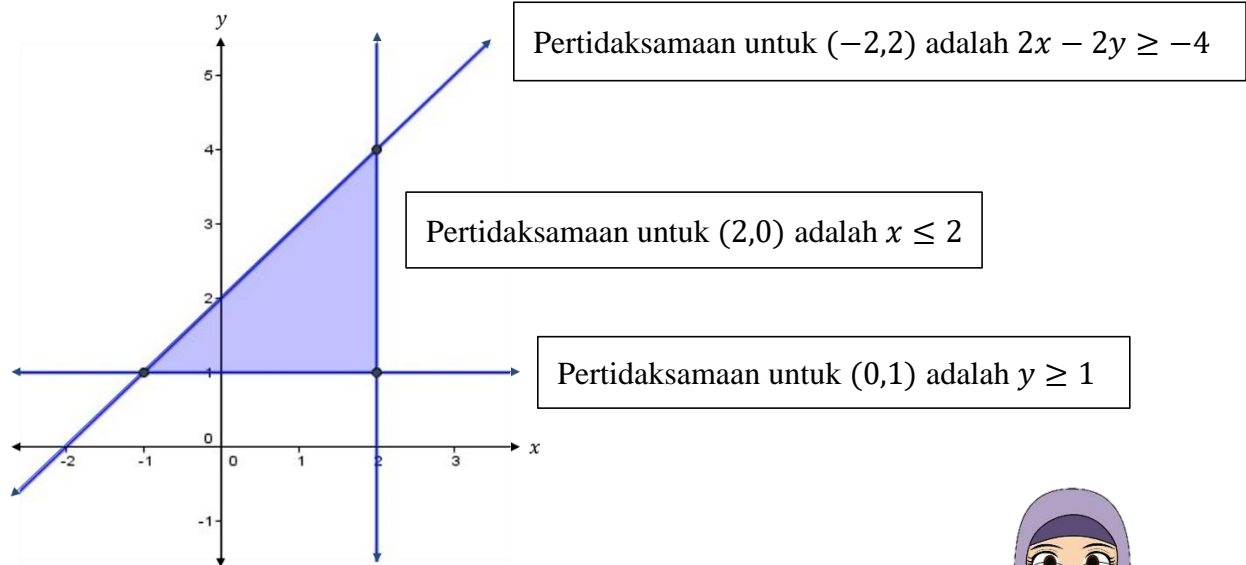 y
Pertidaksamaan untuk (−2,2) adalah 2x − 2y ≥ −4
5
4
3
Pertidaksamaan untuk (2,0) adalah x ≤ 2
2
1
Pertidaksamaan untuk (0,1) adalah y ≥ 1
0
x
-2 -1 0 1 2 3
-1